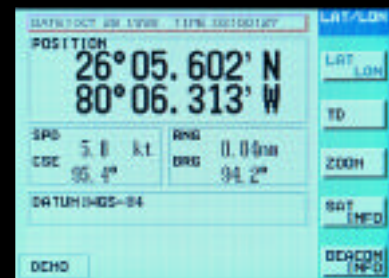 LAT/LON
POSITION
26°05.602' N
80°06.313' W
LAT
LON
TD
SPD 5.0 kt
RNG 0.04nm
CSE 95.4°
BRG 94.2°
ZOOM
DATUM:WGS-84
SAT
INFO
DEMO
BEACON
INFO